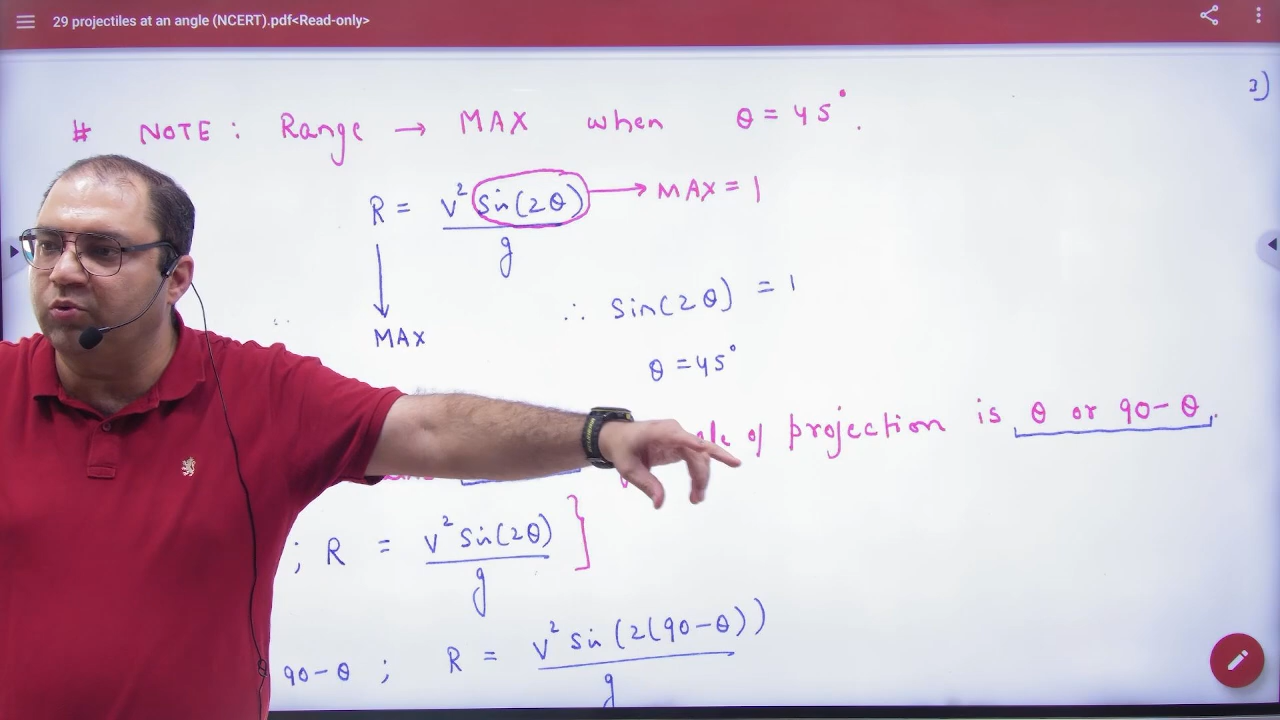 29 projectiles at an angle (NCERT).pdf<Read-only>
3)
# NOTE : Range → MAX when θ = 45°.
R = v² Sin(2θ) / g → MAX = 1
↓
MAX
∴ Sin(2θ) = 1
θ = 45°
of projection is θ or 90-θ.
; R = v² Sin(2θ) / g }
90-θ ; R = v² Sin (2(90-θ)) / g